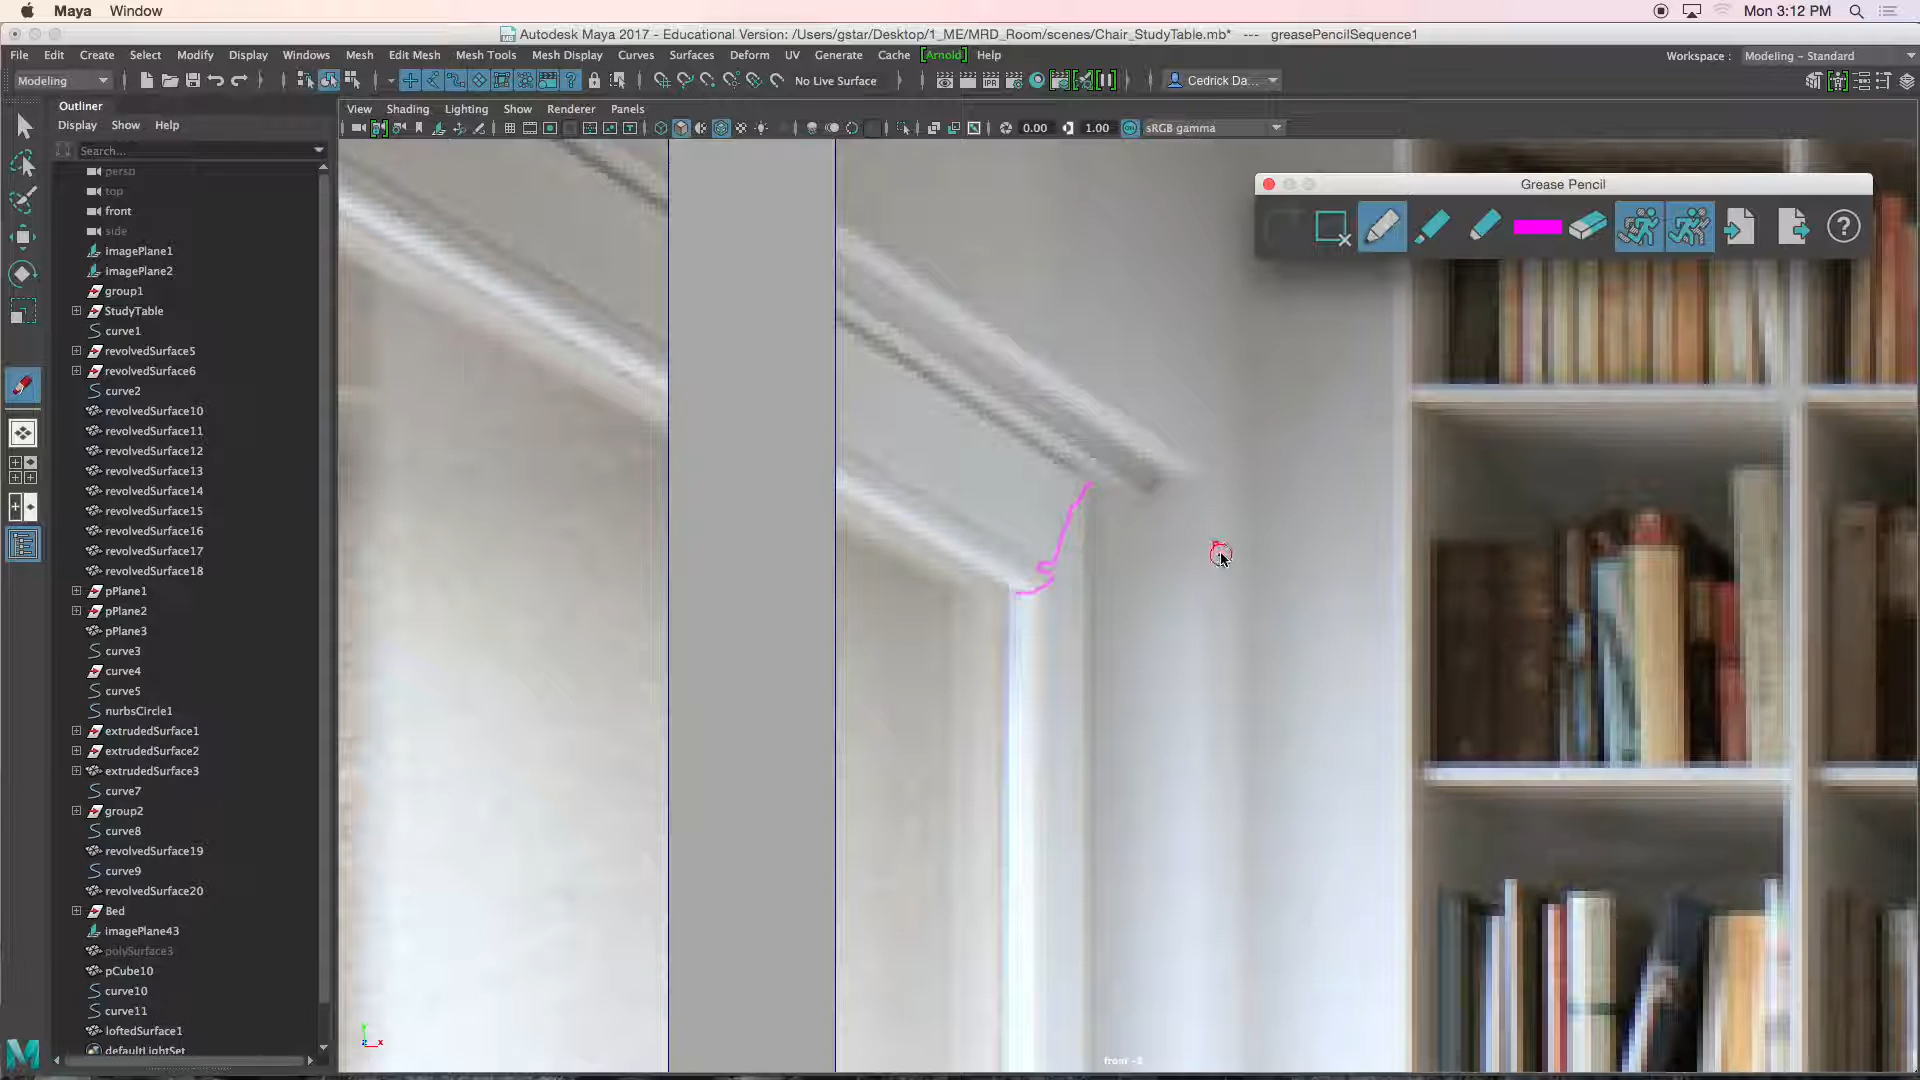 Maya Window Mon 3:12 PM
Autodesk Maya 2017 - Educational Version: /Users/gstar/Desktop/1_ME/MRD_Room/scenes/Chair_StudyTable.mb* --- greasePencilSequence1
File Edit Create Select Modify Display Windows Mesh Edit Mesh Mesh Tools Mesh Display Curves Surfaces Deform UV Generate Cache [Arnold] Help Workspace : Modeling - Standard
Modeling No Live Surface Cedrick Da...
Outliner
View Shading Lighting Show Renderer Panels
Display Show Help
0.00 1.00 sRGB gamma
Search...
persp
top
front
side
imagePlane1
imagePlane2
group1
StudyTable
curve1
revolvedSurface5
revolvedSurface6
curve2
revolvedSurface10
revolvedSurface11
revolvedSurface12
revolvedSurface13
revolvedSurface14
revolvedSurface15
revolvedSurface16
revolvedSurface17
revolvedSurface18
pPlane1
pPlane2
pPlane3
curve3
curve4
curve5
nurbsCircle1
extrudedSurface1
extrudedSurface2
extrudedSurface3
curve7
group2
curve8
revolvedSurface19
curve9
revolvedSurface20
Bed
imagePlane43
polySurface3
pCube10
curve10
curve11
loftedSurface1
defaultLightSet
Grease Pencil